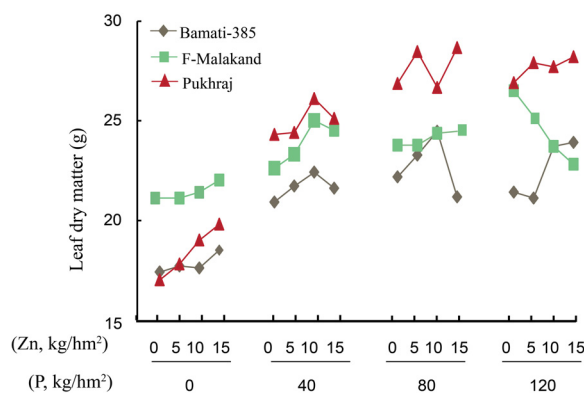 Bamati-385
F-Malakand
Pukhraj
Leaf dry matter (g)
30
25
20
15
(Zn, kg/hm²) 0 5 10 15 0 5 10 15 0 5 10 15 0 5 10 15
(P, kg/hm²) 0 40 80 120